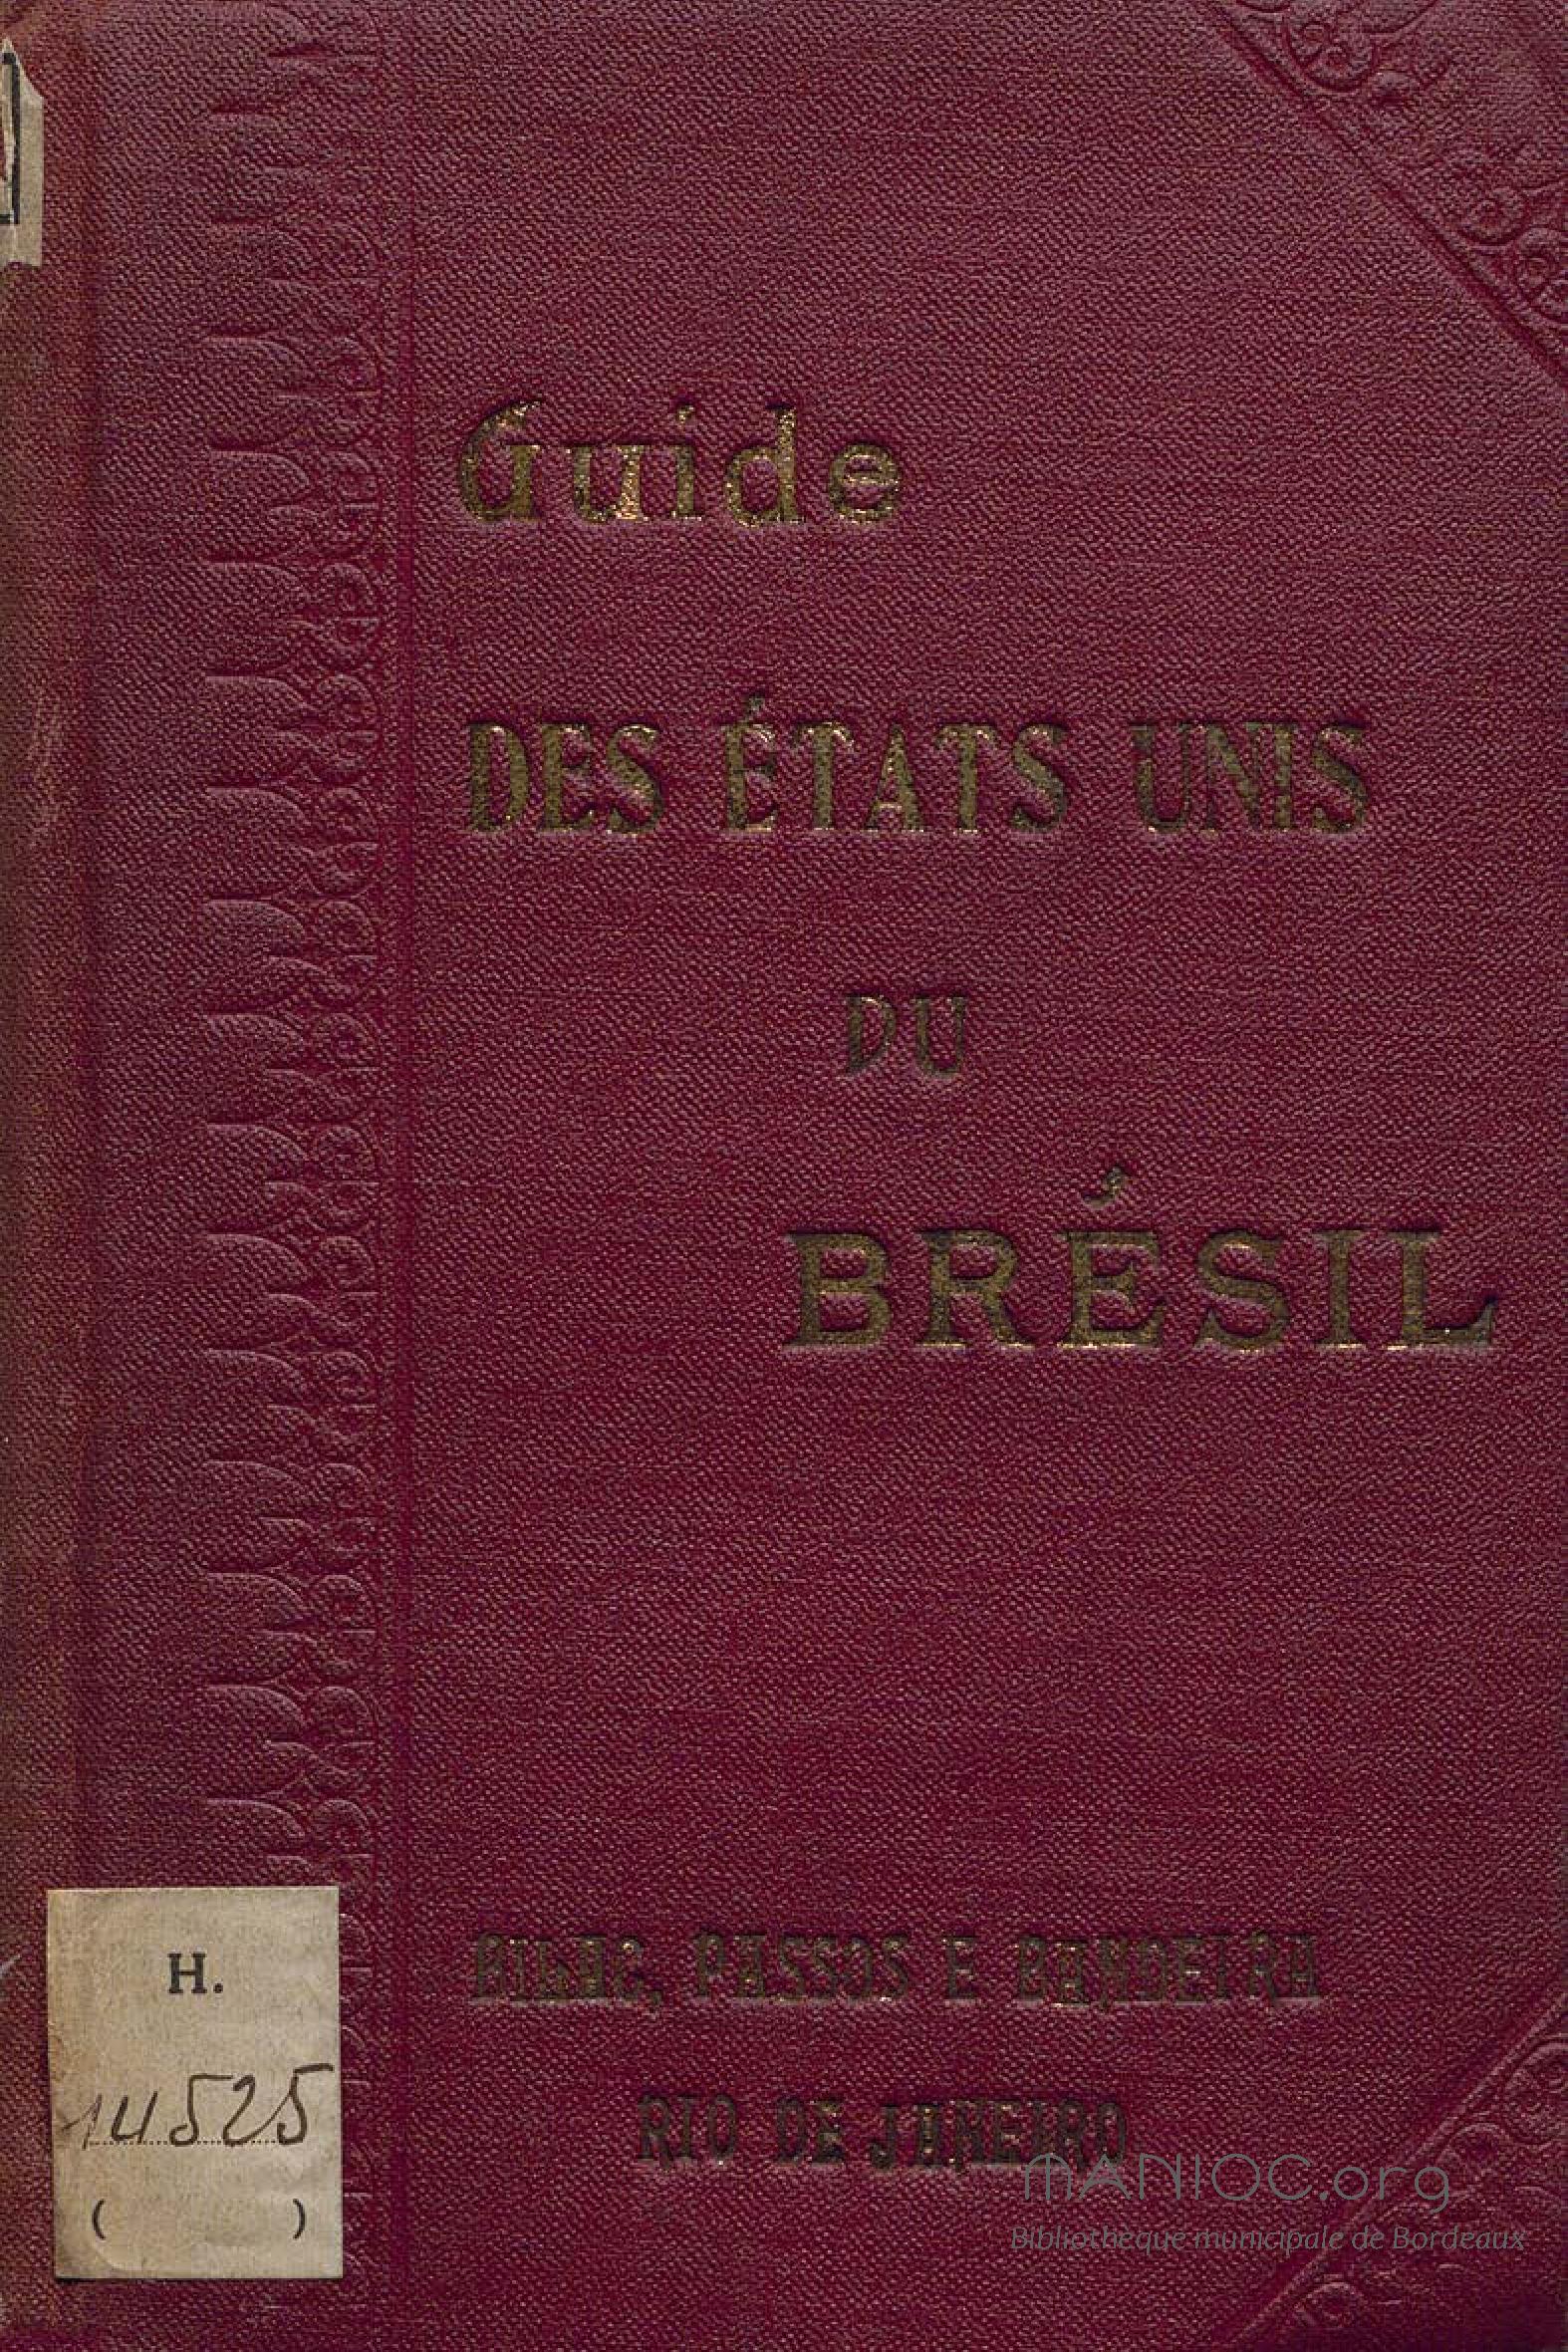 Guide
DES ÉTATS UNIS
DU
BRÉSIL
BILAC, PASSOS E BANDEIRA
RIO DE JANEIRO
H.
14525
( )
MANIOC.org
Bibliothèque municipale de Bordeaux